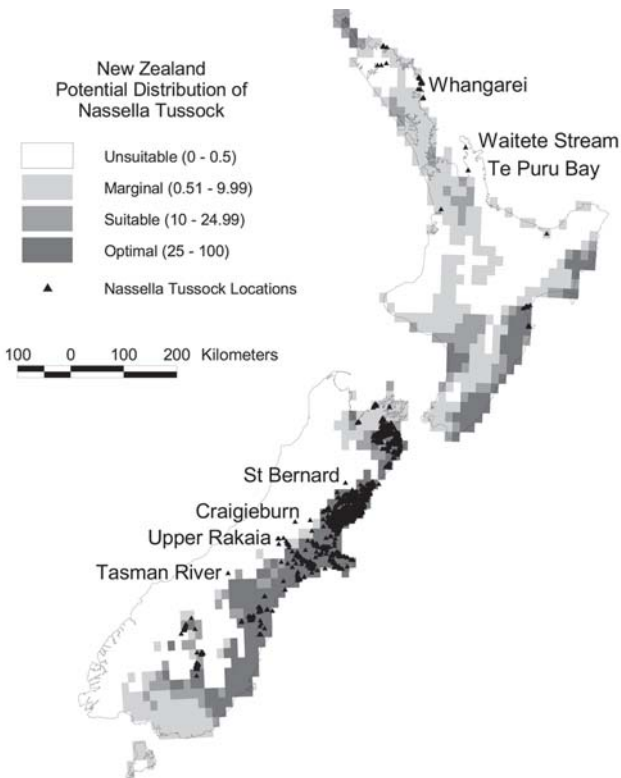 New Zealand
Potential Distribution of
Nassella Tussock
Unsuitable (0 - 0.5)
Marginal (0.51 - 9.99)
Suitable (10 - 24.99)
Optimal (25 - 100)
Nassella Tussock Locations
100 0 100 200 Kilometers
Whangarei
Waitete Stream
Te Puru Bay
St Bernard
Craigieburn
Upper Rakaia
Tasman River